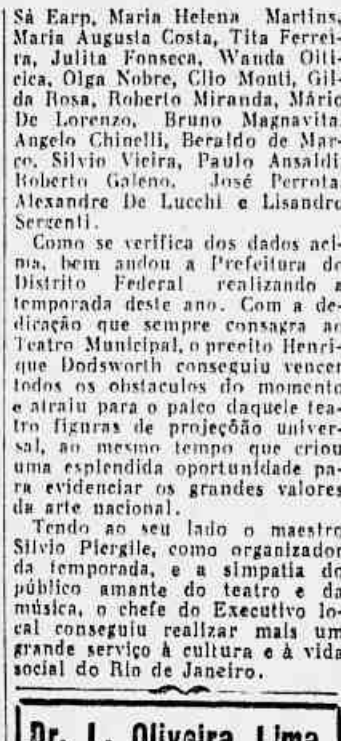 Sá Earp, Maria Helena Martins,
Maria Augusta Costa, Tita Ferrei-
ra, Julita Fonseca, Wanda Oiti-
cica, Olga Nobre, Clio Monti, Gil-
da Rosa, Roberto Miranda, Mário
De Lorenzo, Bruno Magnavita,
Angelo Chinelli, Beraldo de Mar-
co, Silvio Vieira, Paulo Ansaldi
Roberto Galeno, José Perrota
Alexandre De Lucchi e Lisandro
Sergenti.
Como se verifica dos dados aci-
ma, bem andou a Prefeitura do
Distrito Federal realizando a
temporada deste ano. Com a de-
dicação que sempre consagra ao
Teatro Municipal, o preeito Henri-
que Dodsworth conseguiu vencer
todos os obstaculos do momento
e atraiu para o palco daquele tea-
tro figuras de projeçôão univer-
sal, ao mesmo tempo que criou
uma esplendida oportunidade pa-
ra evidenciar os grandes valores
da arte nacional.
Tendo ao seu lado o maestro
Silvio Piergile, como organizador
da temporada, e a simpatia do
público amante do teatro e da
música, o chefe do Executivo lo-
cal conseguiu realizar mais um
grande serviço à cultura e à vida
social do Rio de Janeiro.
Dr. L. Oliveira Lima